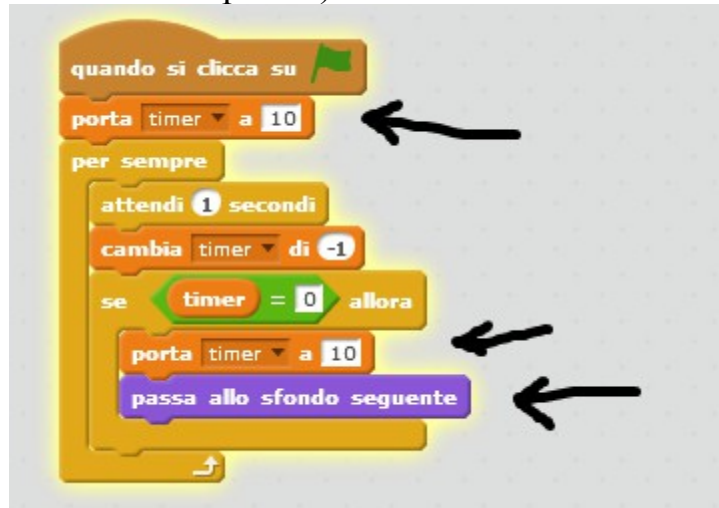 quando si clicca su
porta timer a 10
per sempre
attendi 1 secondi
cambia timer di -1
se timer = 0 allora
porta timer a 10
passa allo sfondo seguente